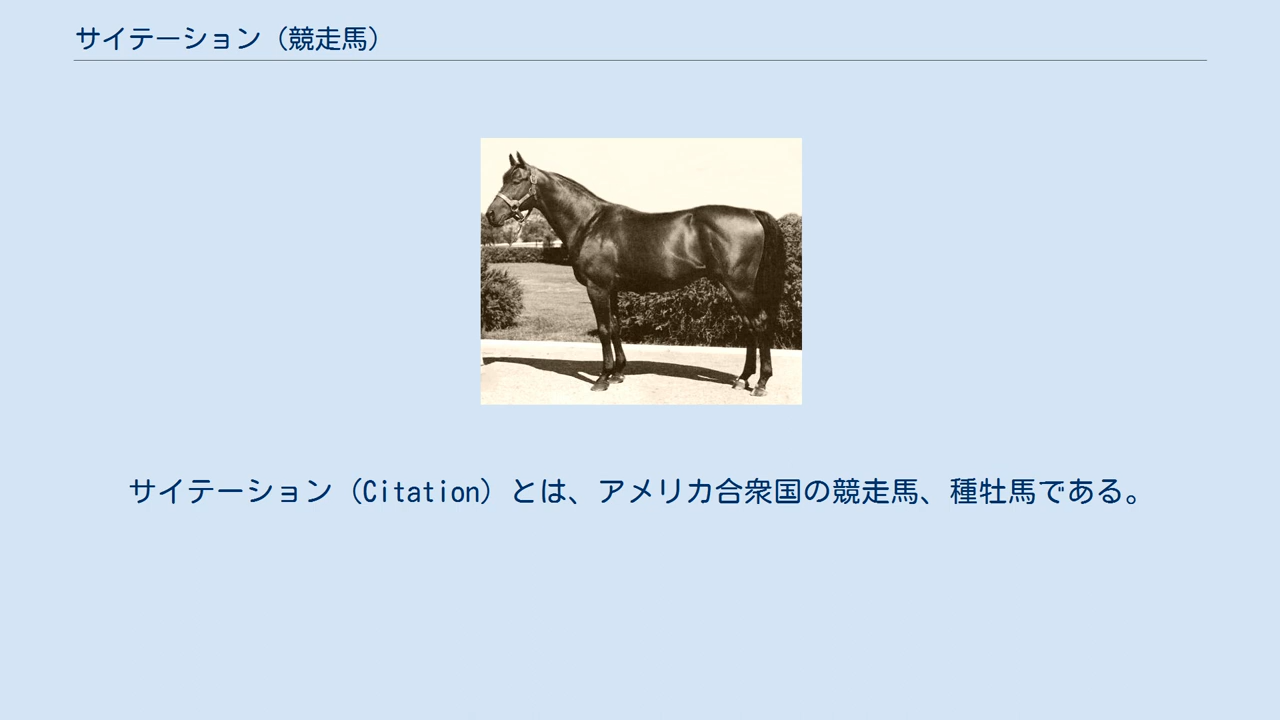 サイテーション（競走馬）
サイテーション（Citation）とは、アメリカ合衆国の競走馬、種牡馬である。